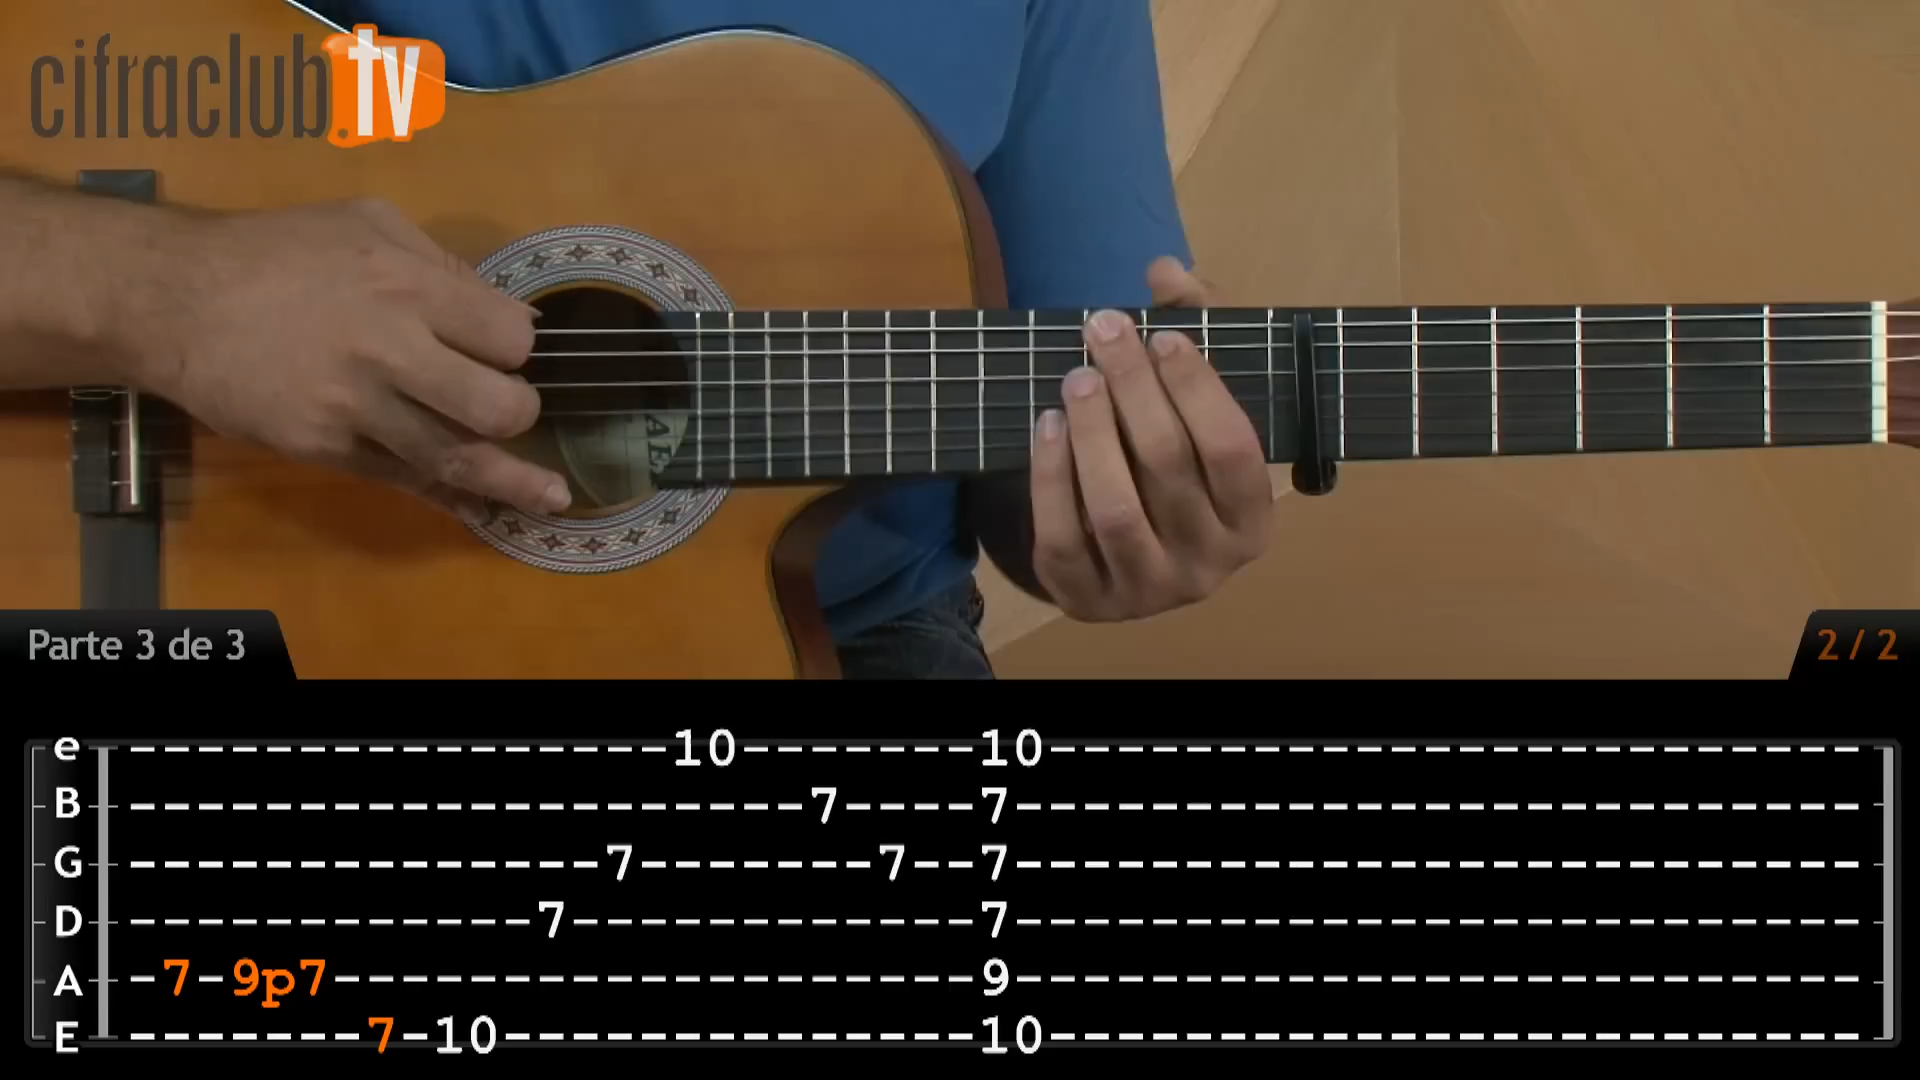 cifraclub.tv
AE
Parte 3 de 3
2 / 2
e---------------10-------10---
B-------------------7----7---
G-------------7-------7--7---
D------------7-----------7---
A-7-9p7------------------9---
E-------7-10-------------10---